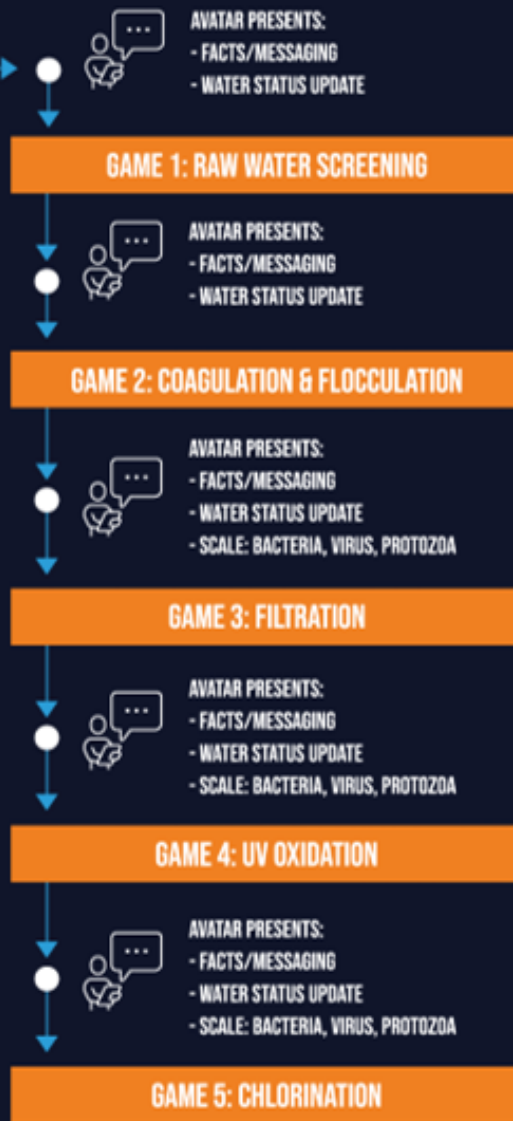 AVATAR PRESENTS:
- FACTS/MESSAGING
- WATER STATUS UPDATE
GAME 1: RAW WATER SCREENING
AVATAR PRESENTS:
- FACTS/MESSAGING
- WATER STATUS UPDATE
GAME 2: COAGULATION & FLOCCULATION
AVATAR PRESENTS:
- FACTS/MESSAGING
- WATER STATUS UPDATE
- SCALE: BACTERIA, VIRUS, PROTOZOA
GAME 3: FILTRATION
AVATAR PRESENTS:
- FACTS/MESSAGING
- WATER STATUS UPDATE
- SCALE: BACTERIA, VIRUS, PROTOZOA
GAME 4: UV OXIDATION
AVATAR PRESENTS:
- FACTS/MESSAGING
- WATER STATUS UPDATE
- SCALE: BACTERIA, VIRUS, PROTOZOA
GAME 5: CHLORINATION